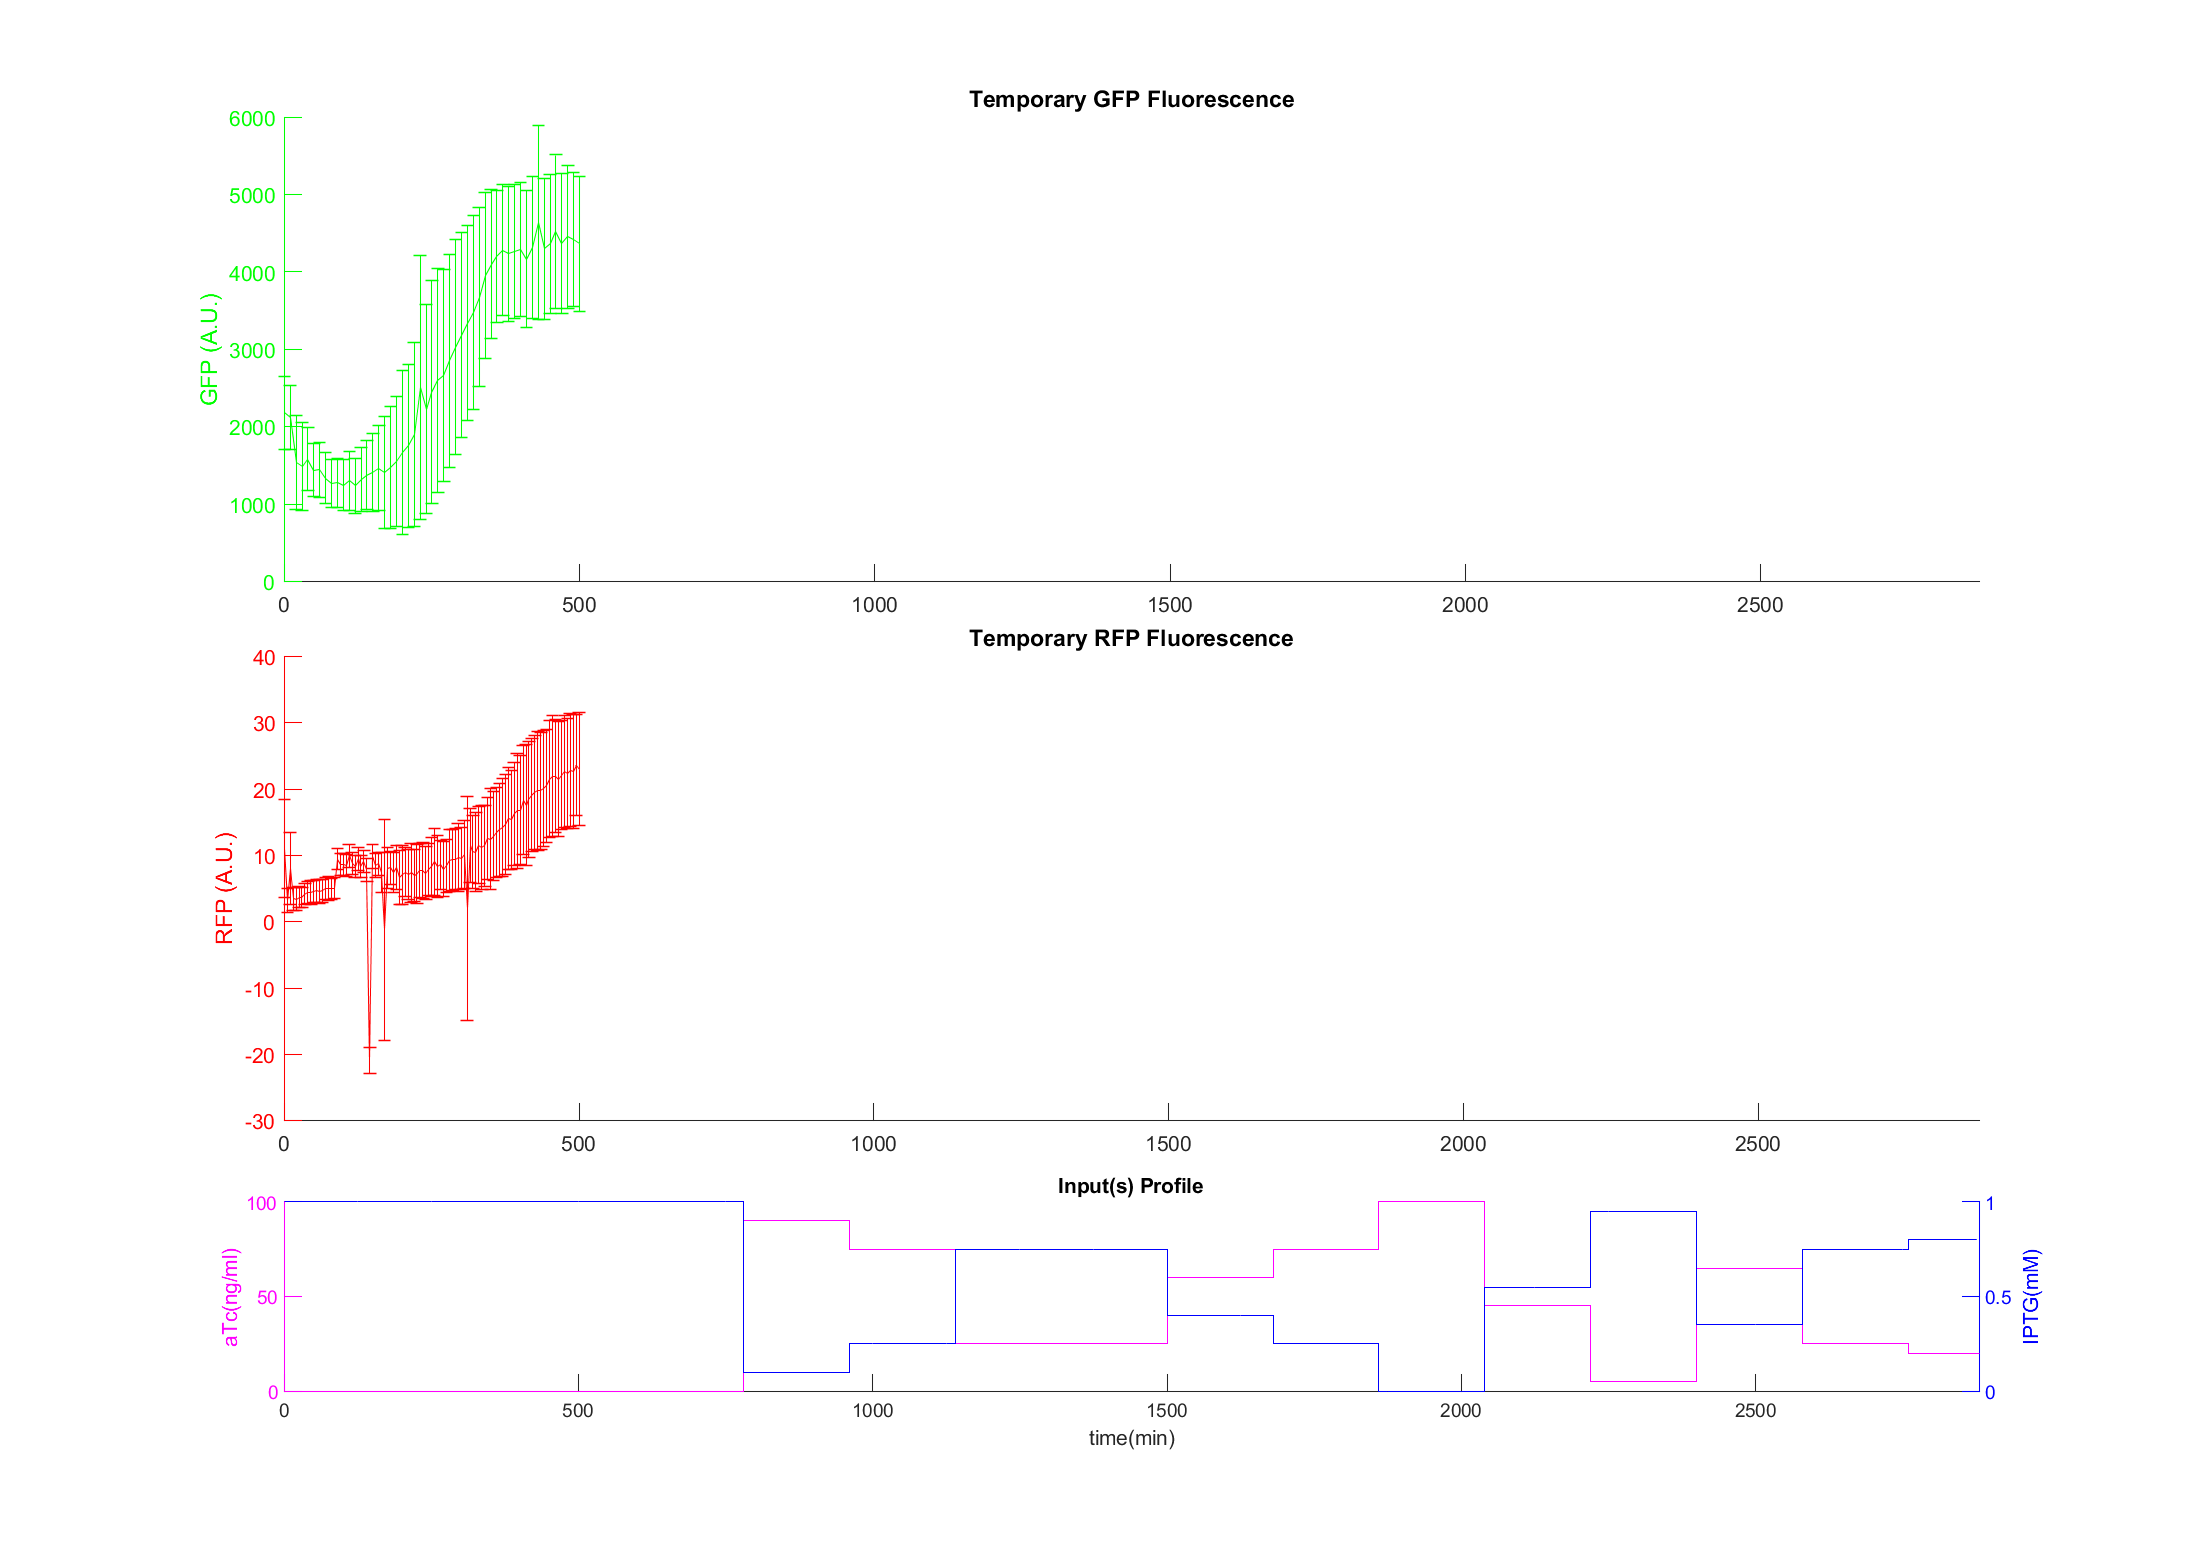 Temporary GFP Fluorescence
6000
5000
4000
3000
2000
1000
0
GFP (A.U.)
0 500 1000 1500 2000 2500
Temporary RFP Fluorescence
40
30
20
10
0
-10
-20
-30
RFP (A.U.)
0 500 1000 1500 2000 2500
Input(s) Profile
100
50
0
aTc(ng/ml)
1
0.5
0
IPTG(mM)
0 500 1000 1500 2000 2500
time(min)